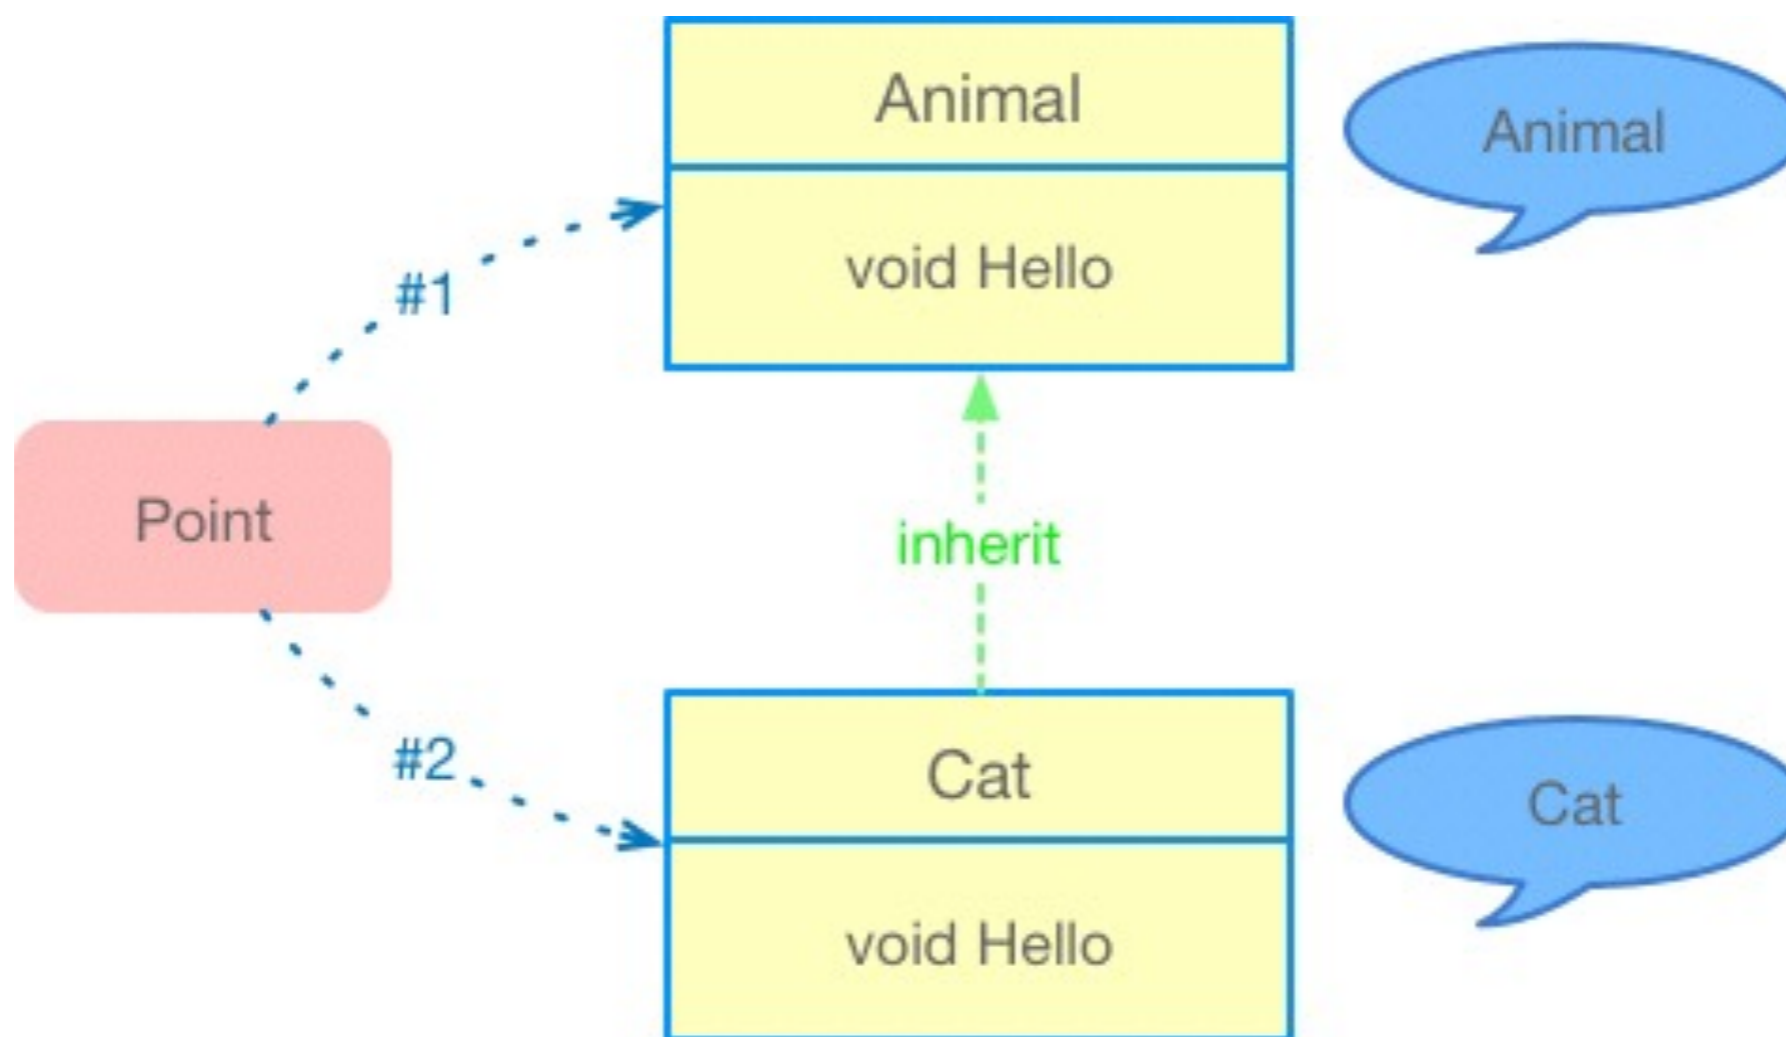 Animal
Animal
void Hello
#1
Point
inherit
#2
Cat
Cat
void Hello